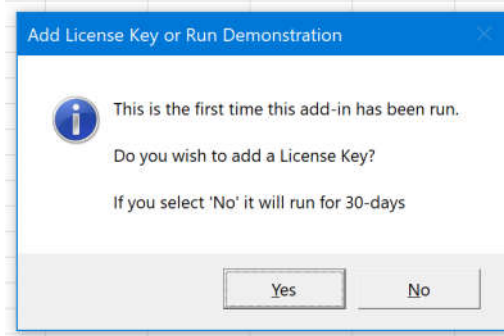 Add License Key or Run Demonstration
This is the first time this add-in has been run.
Do you wish to add a License Key?
If you select 'No' it will run for 30-days
Yes
No